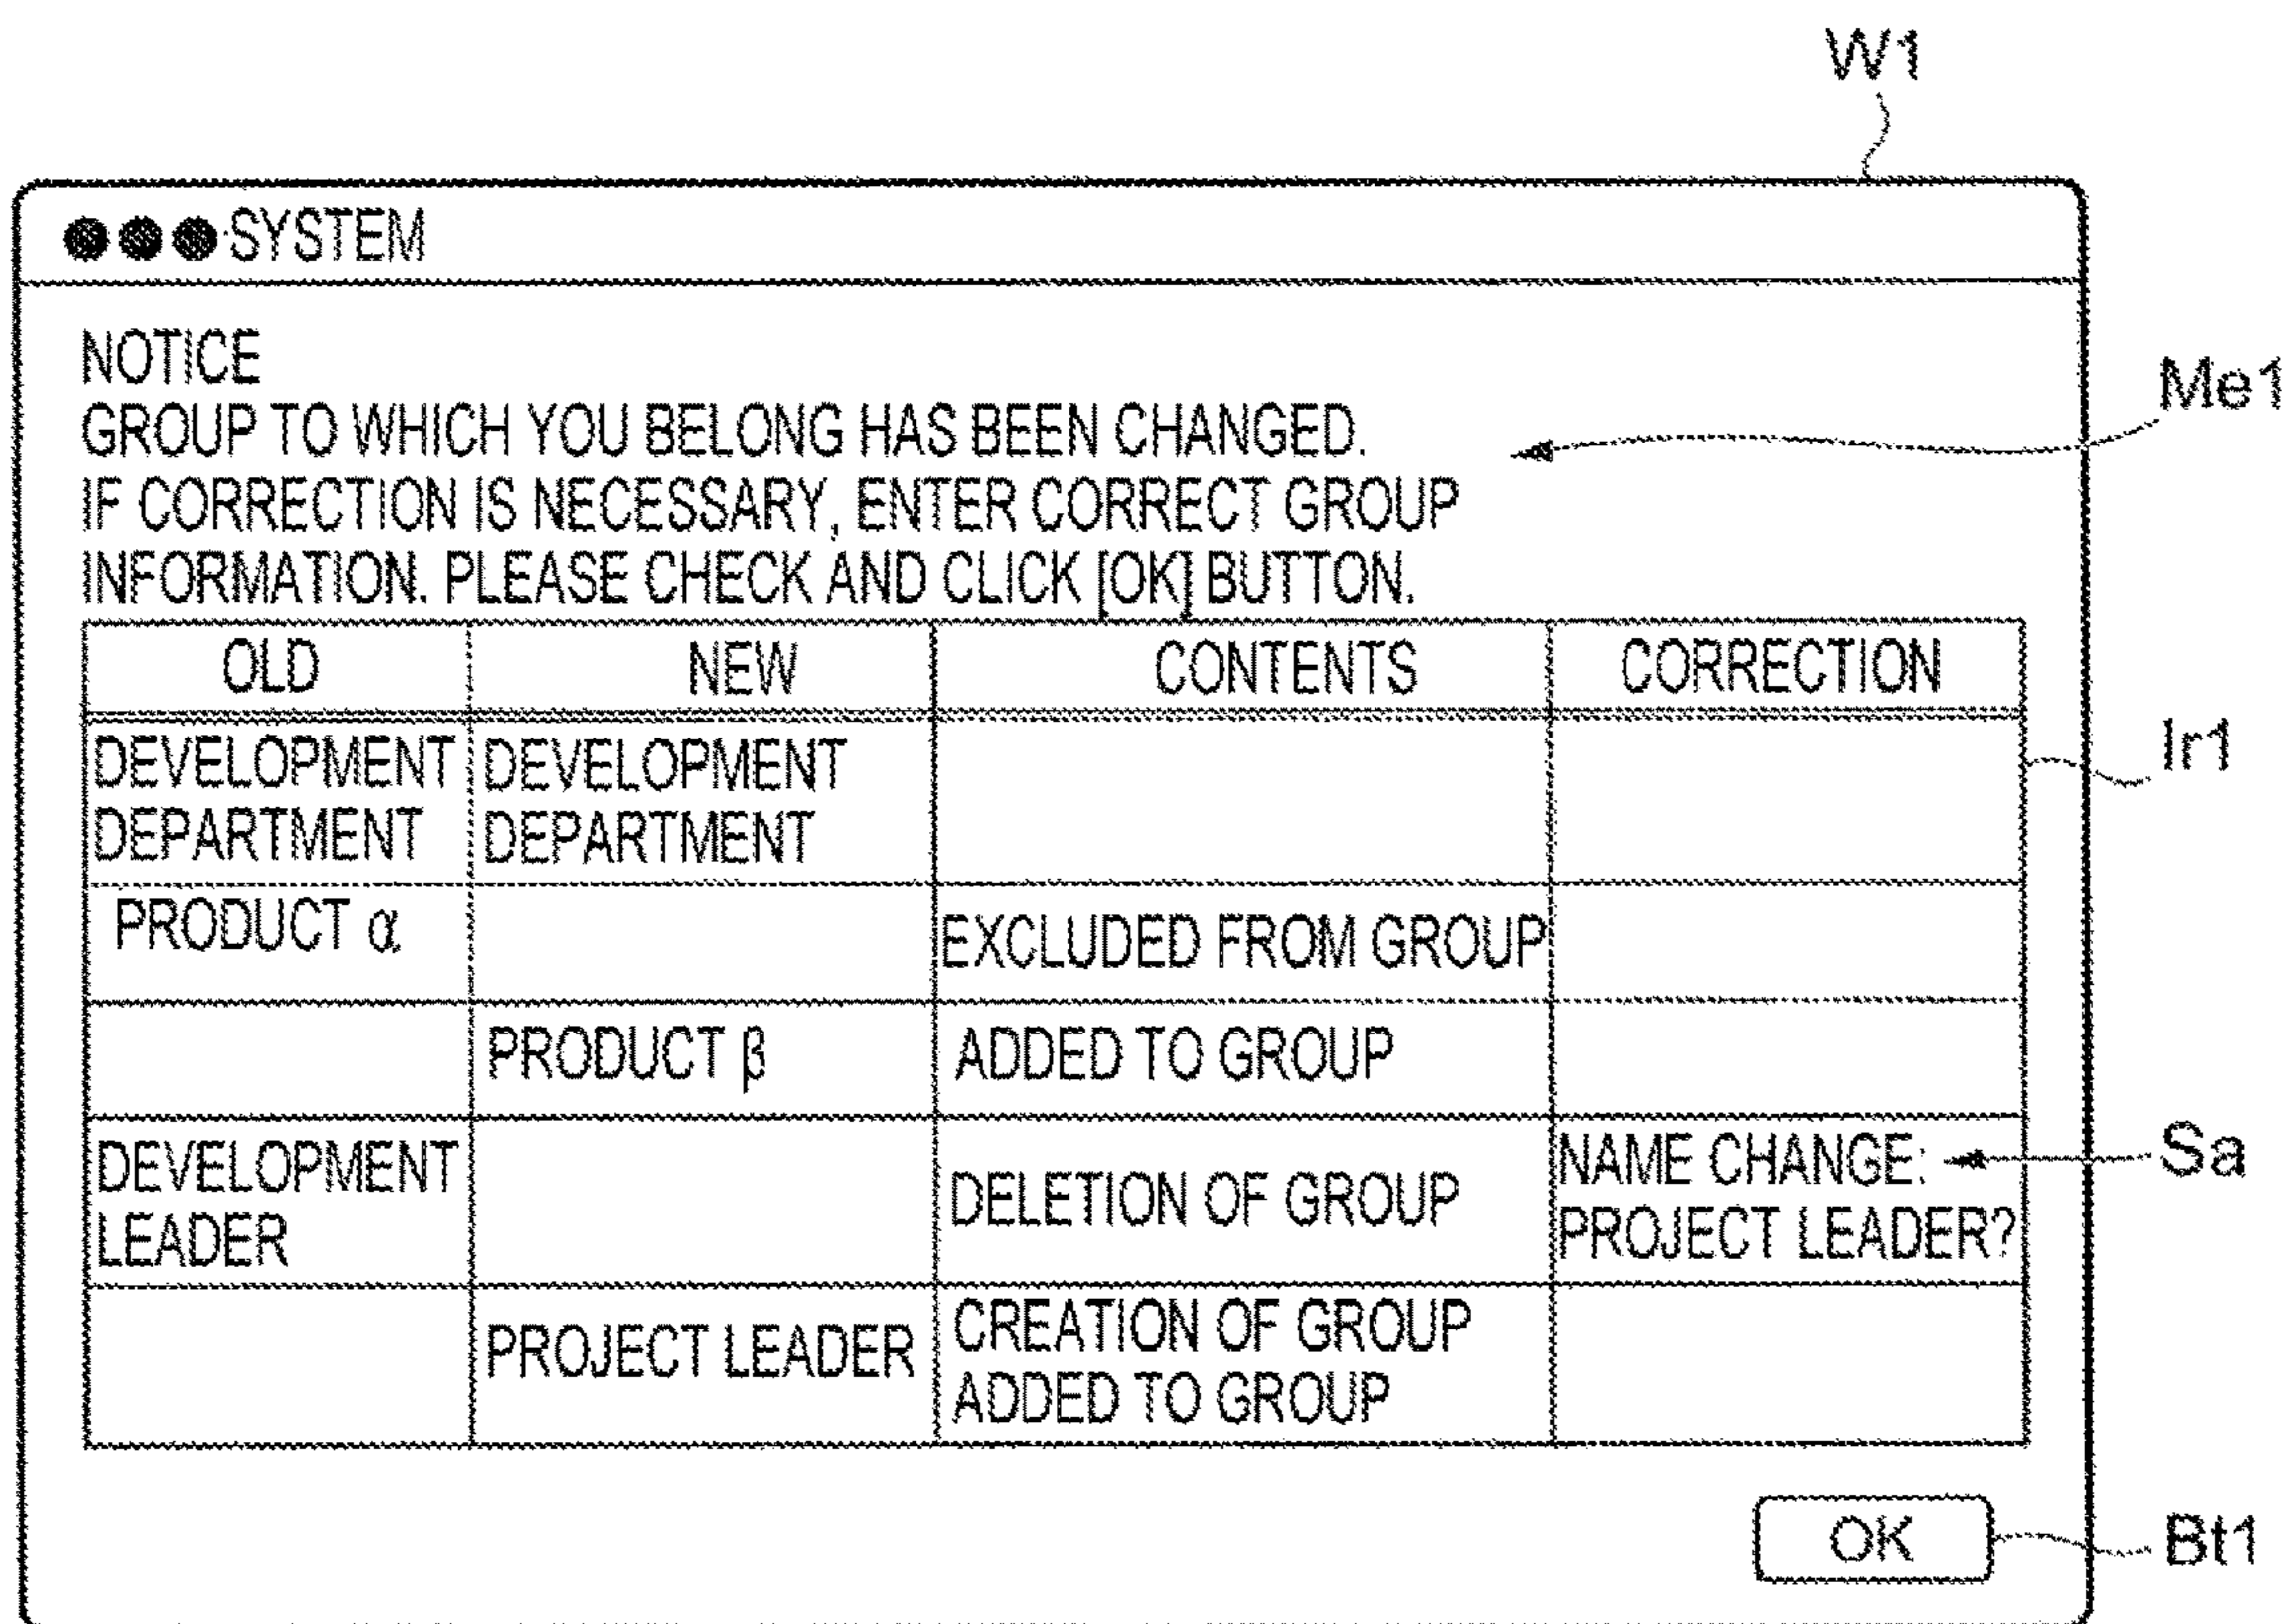 W1
●●●SYSTEM
NOTICE
GROUP TO WHICH YOU BELONG HAS BEEN CHANGED.
IF CORRECTION IS NECESSARY, ENTER CORRECT GROUP
INFORMATION. PLEASE CHECK AND CLICK [OK] BUTTON.
Me1
OLD NEW CONTENTS CORRECTION
DEVELOPMENT DEVELOPMENT
DEPARTMENT DEPARTMENT
Ir1
PRODUCT α EXCLUDED FROM GROUP
PRODUCT β ADDED TO GROUP
DEVELOPMENT
LEADER
DELETION OF GROUP
NAME CHANGE:
PROJECT LEADER?
Sa
PROJECT LEADER
CREATION OF GROUP
ADDED TO GROUP
OK
Bt1